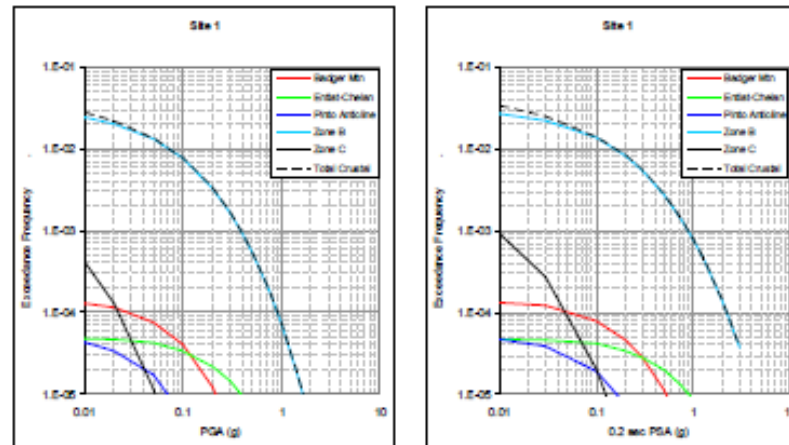 Site 1
1.E-01
1.E-02
1.E-03
1.E-04
1.E-05
Exceedance Frequency
0.01 0.1 1 10
PGA (g)
Badger Mtn
Entiat-Chelan
Pinto Anticline
Zone B
Zone C
Total Crustal
Site 1
1.E-01
1.E-02
1.E-03
1.E-04
1.E-05
Exceedance Frequency
0.01 0.1 1
0.2 sec PSA (g)
Badger Mtn
Entiat-Chelan
Pinto Anticline
Zone B
Zone C
Total Crustal